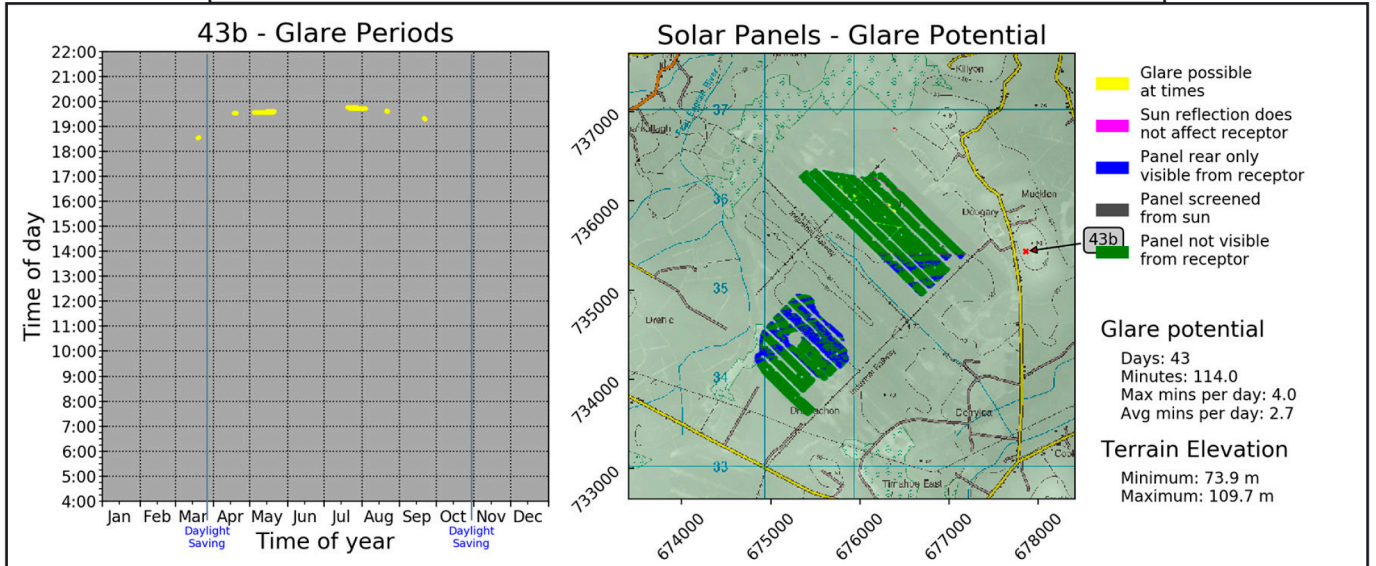 43b - Glare Periods
22:00
21:00
20:00
19:00
18:00
17:00
16:00
15:00
14:00
13:00
12:00
11:00
10:00
9:00
8:00
7:00
6:00
5:00
4:00
Time of day
Jan Feb Mar Apr May Jun Jul Aug Sep Oct Nov Dec
Daylight
Saving
Daylight
Saving
Time of year
Solar Panels - Glare Potential
737000
736000
735000
734000
733000
674000
675000
676000
677000
678000
Killyon
37
Mucklon
36
Dougary
35
34
Derrylea
33
Timahoe East
43b
Glare possible
at times
Sun reflection does
not affect receptor
Panel rear only
visible from receptor
Panel screened
from sun
Panel not visible
from receptor
Glare potential
Days: 43
Minutes: 114.0
Max mins per day: 4.0
Avg mins per day: 2.7
Terrain Elevation
Minimum: 73.9 m
Maximum: 109.7 m